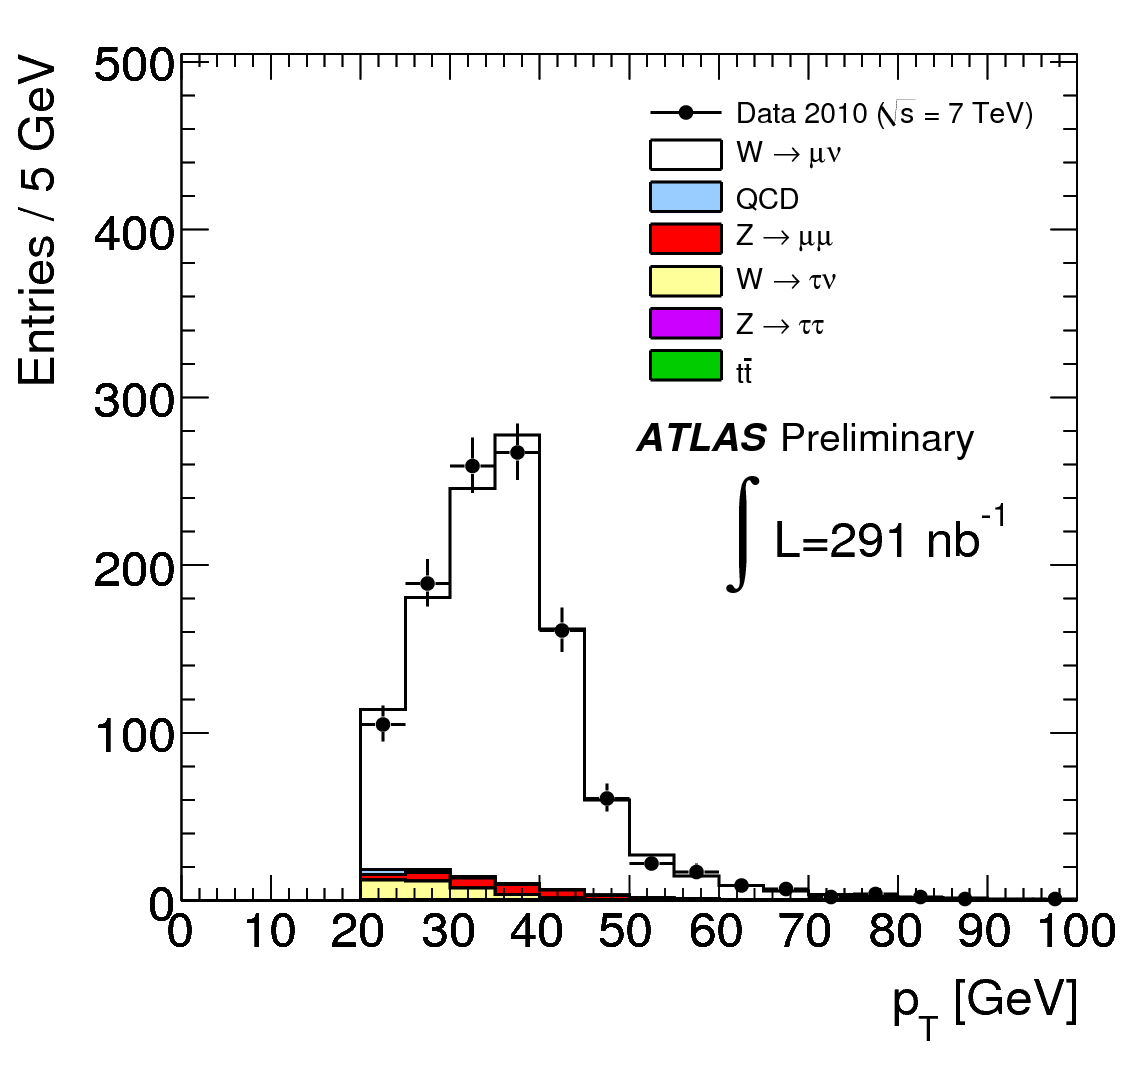 Entries / 5 GeV
500
400
300
200
100
0
Data 2010 (√s = 7 TeV)
W → μν
QCD
Z → μμ
W → τν
Z → ττ
tt̄
ATLAS Preliminary
∫ L=291 nb⁻¹
0 10 20 30 40 50 60 70 80 90 100
p_T [GeV]